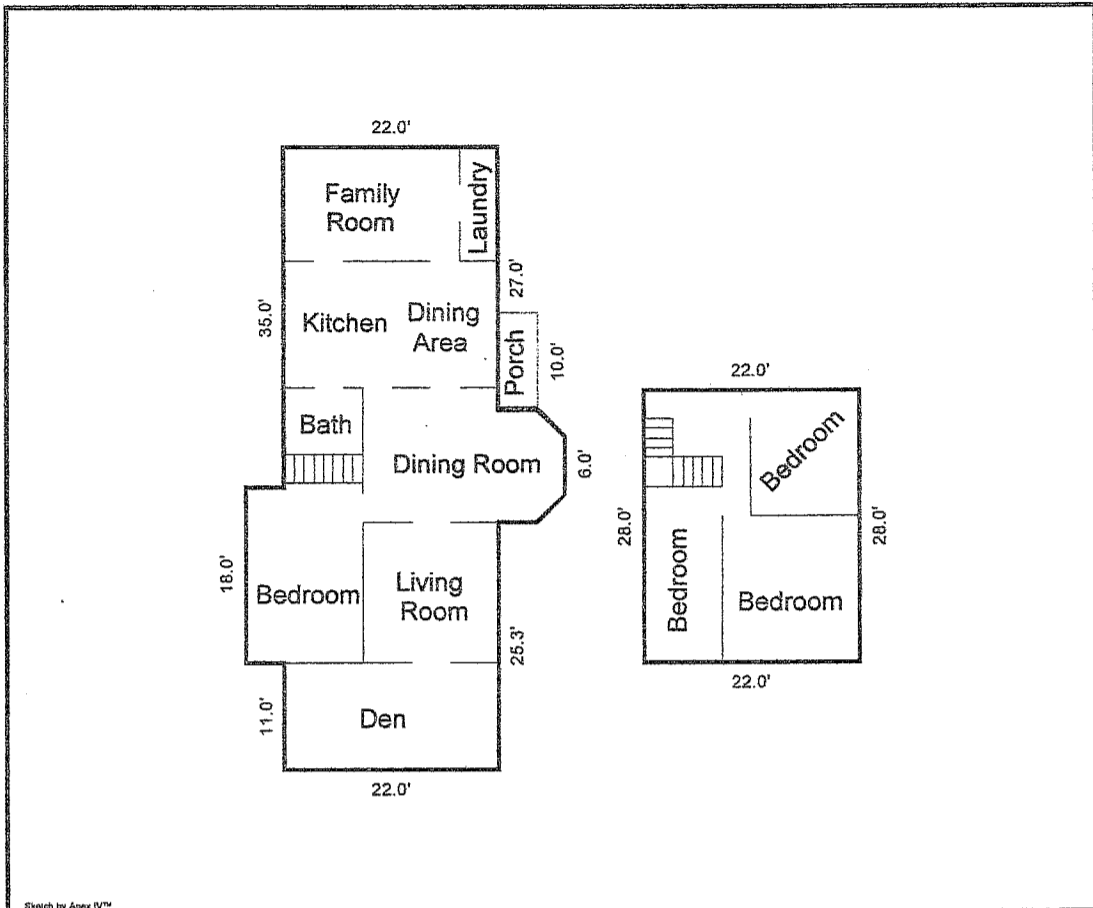 22.0'
Family
Room
Laundry
27.0'
35.0'
Kitchen
Dining
Area
Porch
10.0'
Bath
Dining Room
6.0'
18.0'
Bedroom
Living
Room
25.3'
11.0'
Den
22.0'
22.0'
Bedroom
28.0'
28.0'
Bedroom
Bedroom
22.0'
Sketch by Apex IV™